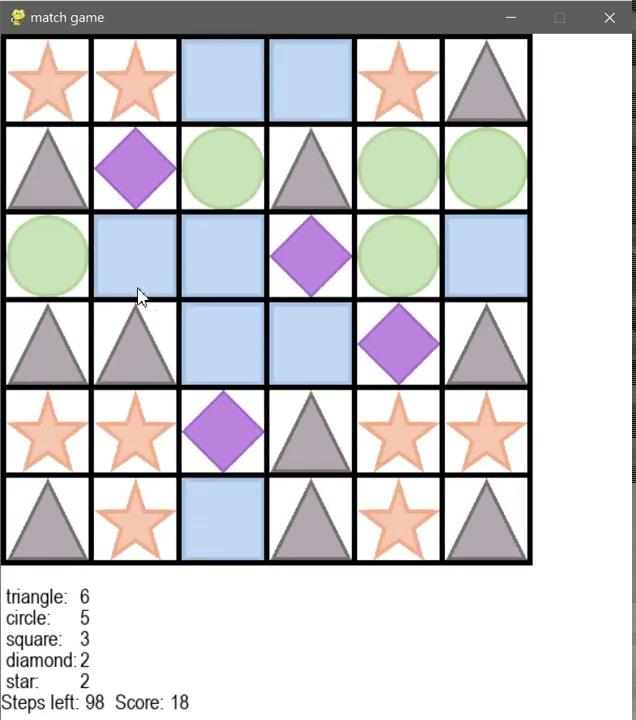 match game
triangle: 6
circle: 5
square: 3
diamond: 2
star: 2
Steps left: 98 Score: 18